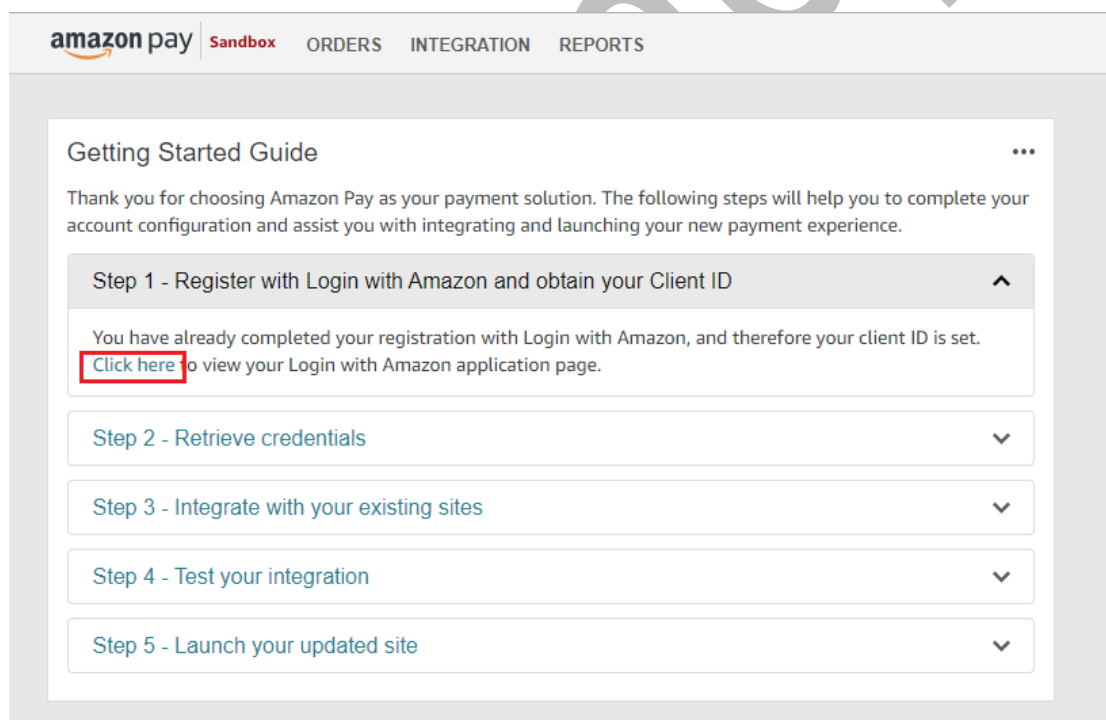 amazon pay Sandbox ORDERS INTEGRATION REPORTS
Getting Started Guide
Thank you for choosing Amazon Pay as your payment solution. The following steps will help you to complete your
account configuration and assist you with integrating and launching your new payment experience.
Step 1 - Register with Login with Amazon and obtain your Client ID
You have already completed your registration with Login with Amazon, and therefore your client ID is set.
Click here to view your Login with Amazon application page.
Step 2 - Retrieve credentials
Step 3 - Integrate with your existing sites
Step 4 - Test your integration
Step 5 - Launch your updated site